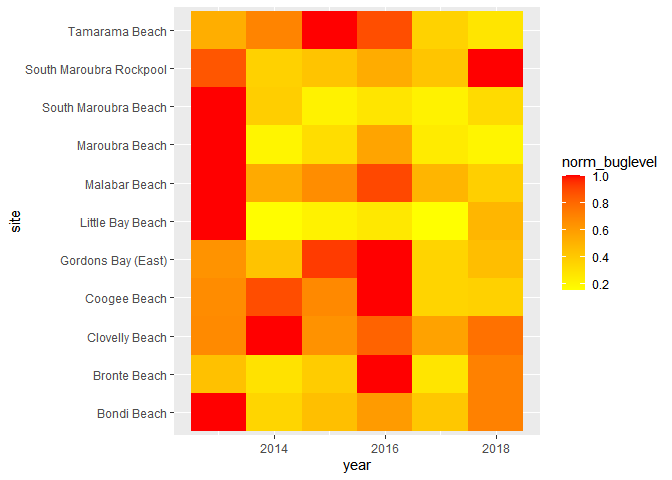 Tamarama Beach
South Maroubra Rockpool
South Maroubra Beach
Maroubra Beach
Malabar Beach
Little Bay Beach
Gordons Bay (East)
Coogee Beach
Clovelly Beach
Bronte Beach
Bondi Beach
site
2014 2016 2018
year
norm_buglevel
1.0
0.8
0.6
0.4
0.2